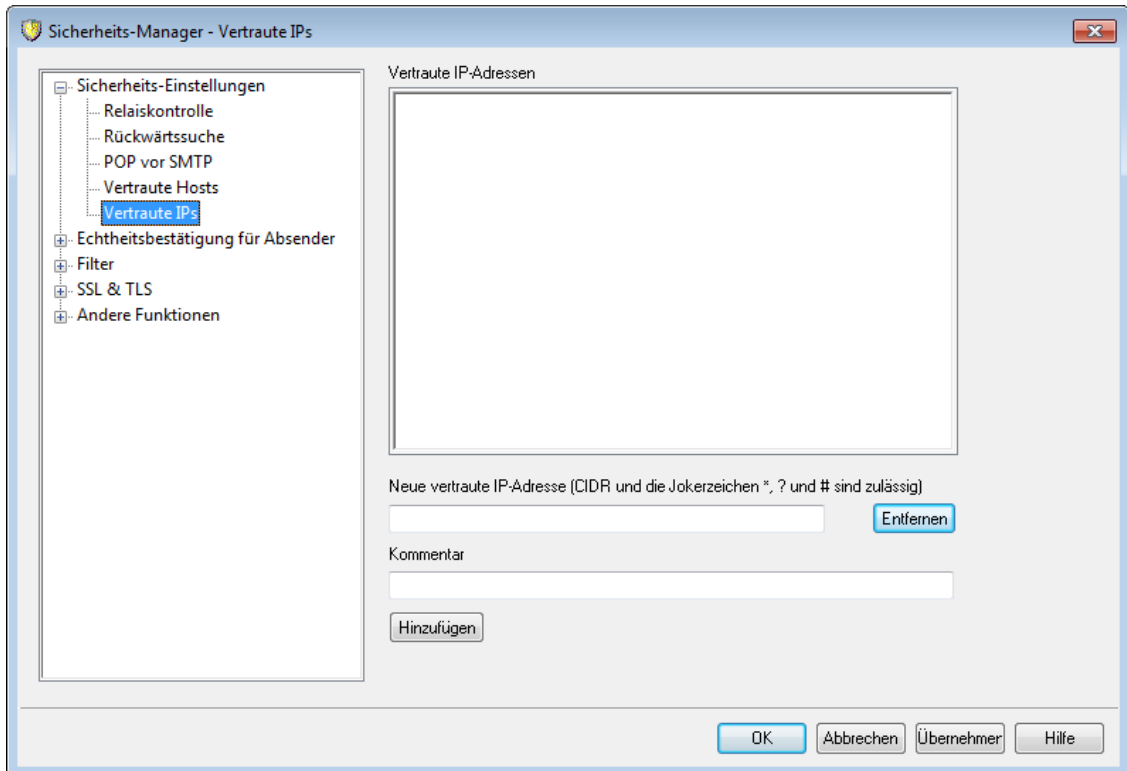 Sicherheits-Manager - Vertraute IPs
Sicherheits-Einstellungen
Relaiskontrolle
Rückwärtssuche
POP vor SMTP
Vertraute Hosts
Vertraute IPs
Echtheitsbestätigung für Absender
Filter
SSL & TLS
Andere Funktionen
Vertraute IP-Adressen
Neue vertraute IP-Adresse (CIDR und die Jokerzeichen *, ? und # sind zulässig)
Entfernen
Kommentar
Hinzufügen
OK Abbrechen Übernehmer Hilfe